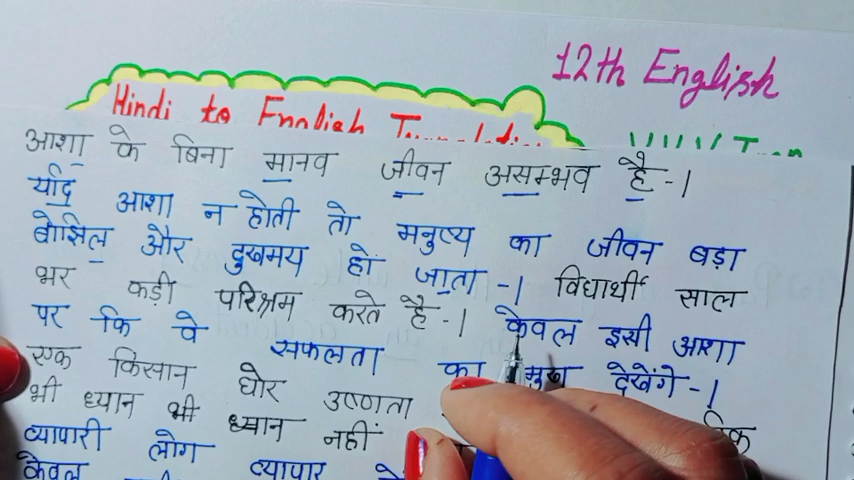 12th English
Hindi to English
आशा के बिना मानव जीवन असम्भव है -।
यदि आशा न होती तो मनुष्य का जीवन बड़ा
बोझिल और दुखमय हो जाता -। विधार्थी साल
भर कड़ी परिश्रम करते है -। केवल इसी आशा
पर कि वे सफलता का मुख देखेंगे -।
एक किसान घोर उष्णता
भी ध्यान भी ध्यान नहीं
व्यापारी लोग व्यापार
केवल